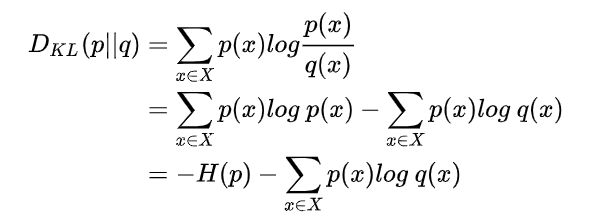 D_{KL}(p||q) = \sum_{x \in X} p(x) log \frac{p(x)}{q(x)}
= \sum_{x \in X} p(x) log p(x) - \sum_{x \in X} p(x) log q(x)
= -H(p) - \sum_{x \in X} p(x) log q(x)